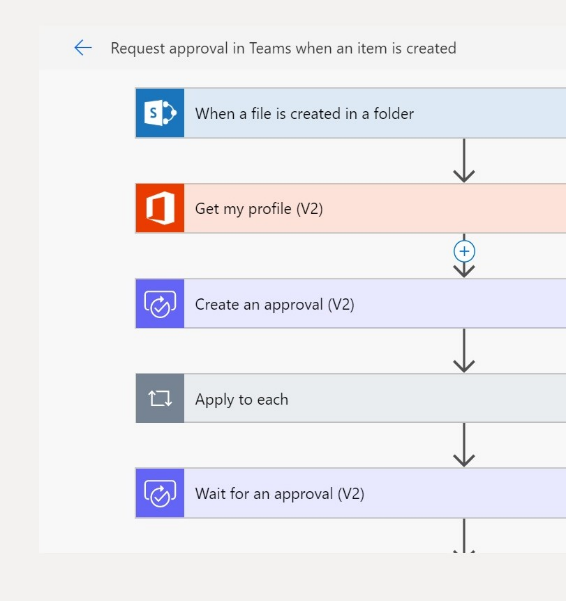 Request approval in Teams when an item is created
S
When a file is created in a folder
Get my profile (V2)
Create an approval (V2)
Apply to each
Wait for an approval (V2)